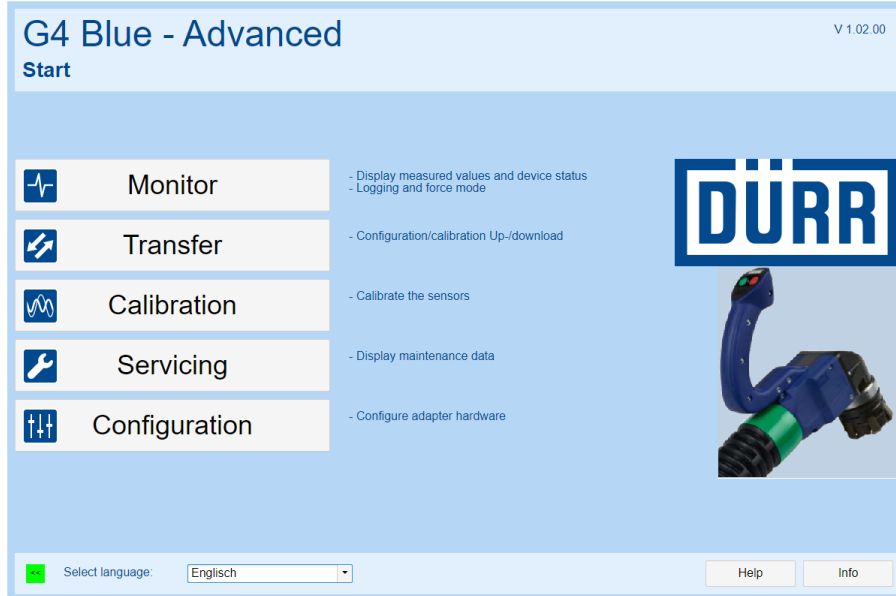 G4 Blue - Advanced
V 1.02.00
Start
Monitor
- Display measured values and device status
- Logging and force mode
DÜRR
Transfer
- Configuration/calibration Up-/download
Calibration
- Calibrate the sensors
Servicing
- Display maintenance data
Configuration
- Configure adapter hardware
<<
Select language:
Englisch
Help
Info